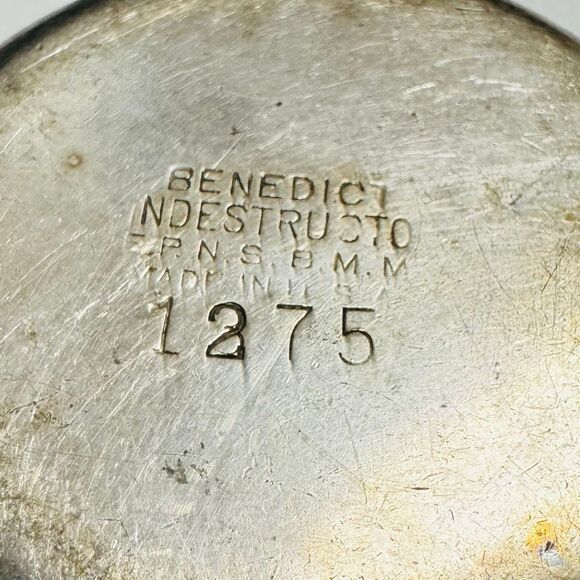 BENEDICT
INDESTRUCTO
E.P.N.S. B.M.M
MADE IN U.S.A
1275